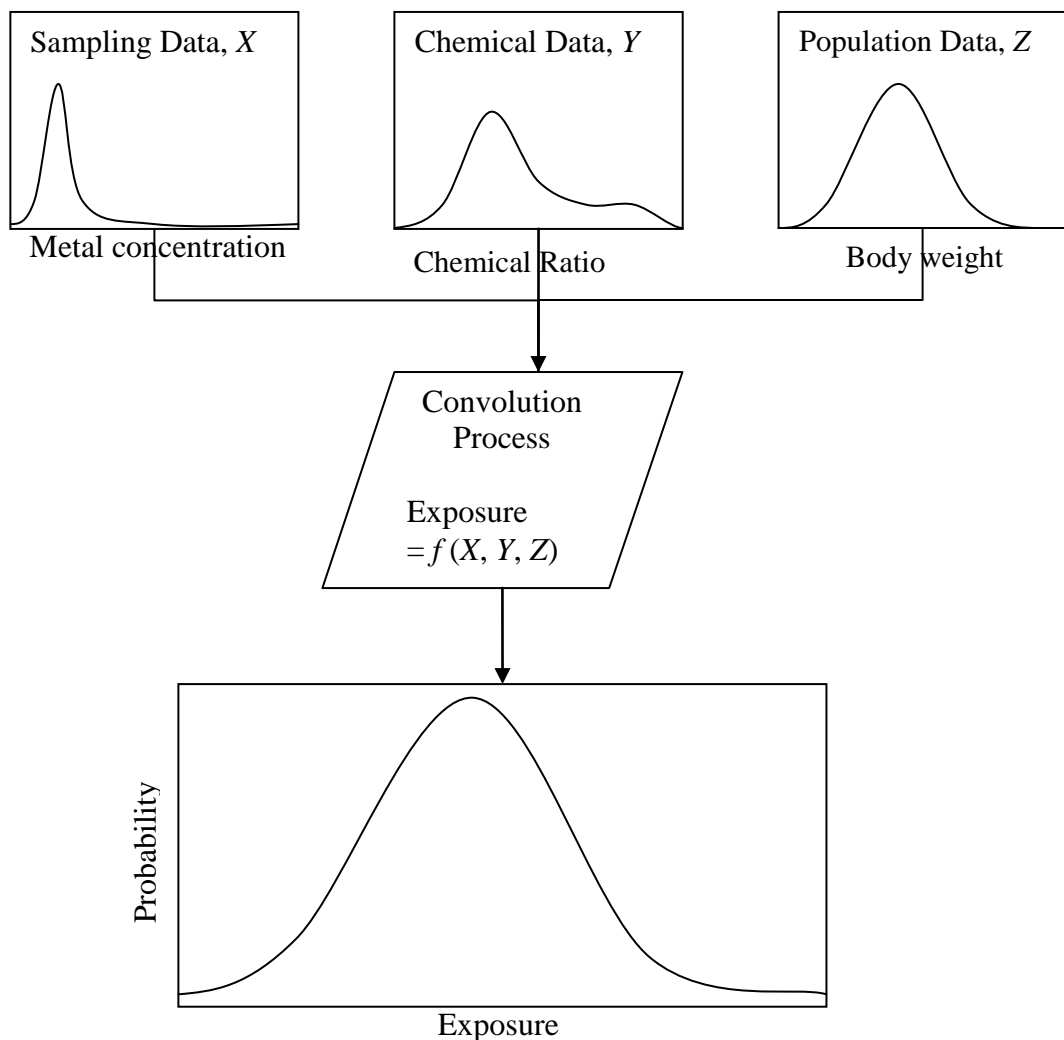 Sampling Data, X
Chemical Data, Y
Population Data, Z
Metal concentration
Chemical Ratio
Body weight
Convolution
Process
Exposure
= f (X, Y, Z)
Probability
Exposure